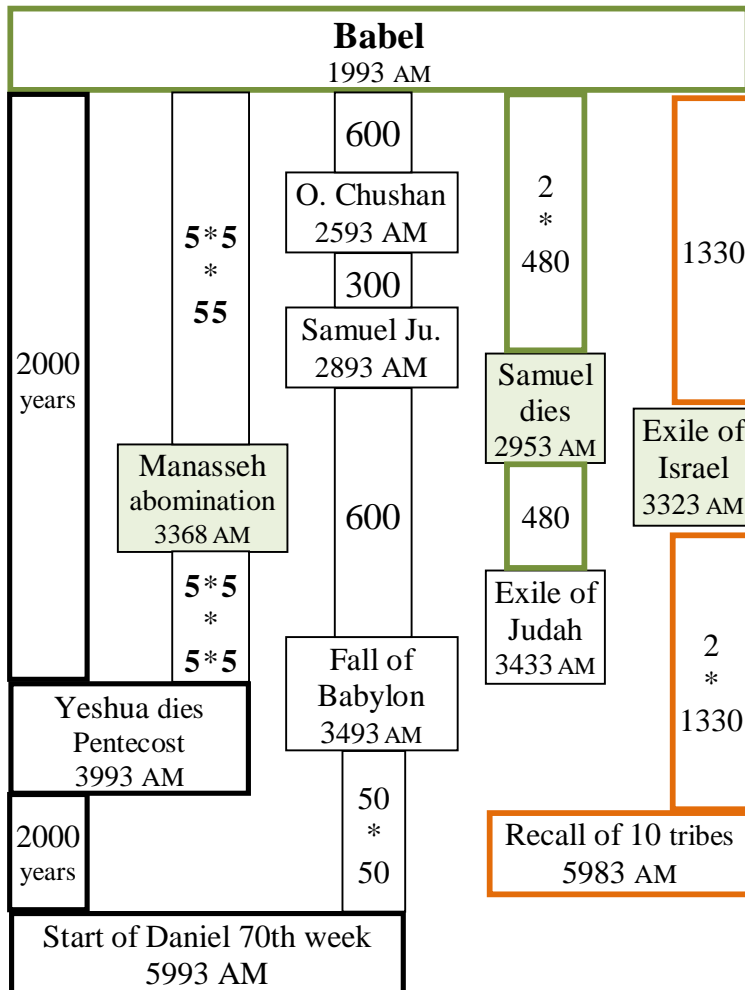 Babel
1993 AM
2000
years
5*5
*
55
Manasseh
abomination
3368 AM
5*5
*
5*5
Yeshua dies
Pentecost
3993 AM
2000
years
600
O. Chushan
2593 AM
300
Samuel Ju.
2893 AM
600
Fall of
Babylon
3493 AM
50
*
50
Start of Daniel 70th week
5993 AM
2
*
480
Samuel
dies
2953 AM
480
Exile of
Judah
3433 AM
1330
Exile of
Israel
3323 AM
2
*
1330
Recall of 10 tribes
5983 AM